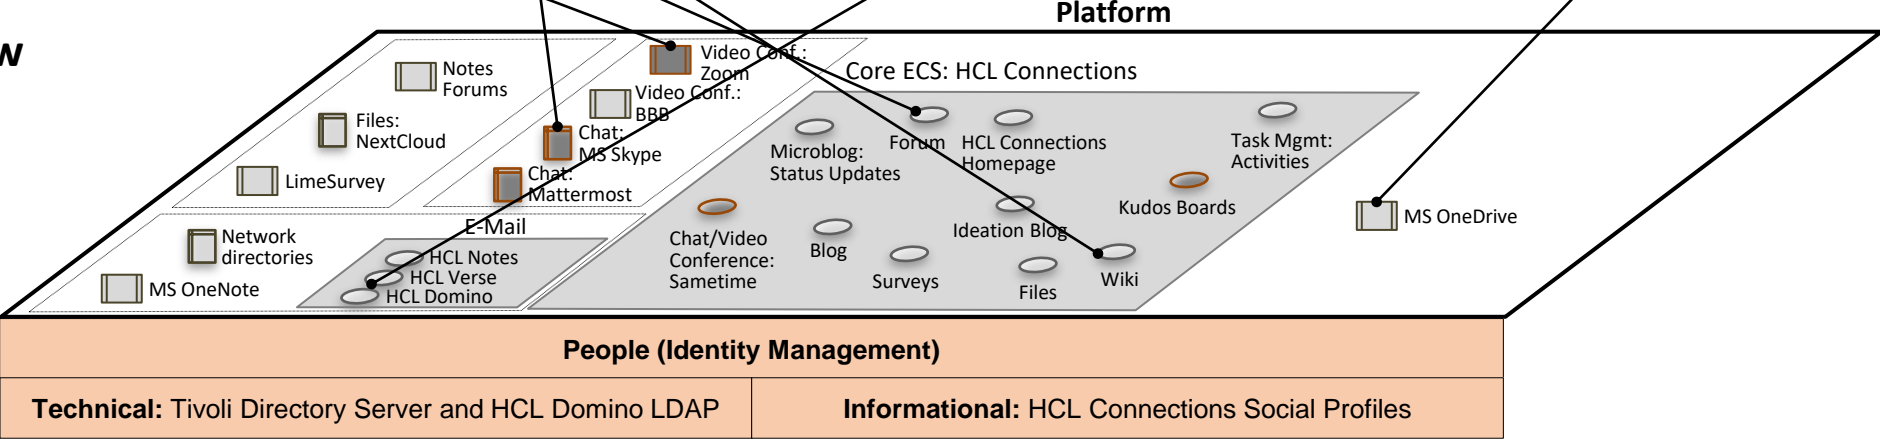 Platform
w
Notes
Forums
Files:
NextCloud
LimeSurvey
Video Conf.:
Zoom
Video Conf.:
BBB
Chat:
MS Skype
Chat:
Mattermost
Network
directories
MS OneNote
E-Mail
HCL Notes
HCL Verse
HCL Domino
Core ECS: HCL Connections
Microblog:
Status Updates
Forum
HCL Connections
Homepage
Task Mgmt:
Activities
Kudos Boards
Chat/Video
Conference:
Sametime
Blog
Ideation Blog
Surveys
Files
Wiki
MS OneDrive
People (Identity Management)
Technical: Tivoli Directory Server and HCL Domino LDAP
Informational: HCL Connections Social Profiles